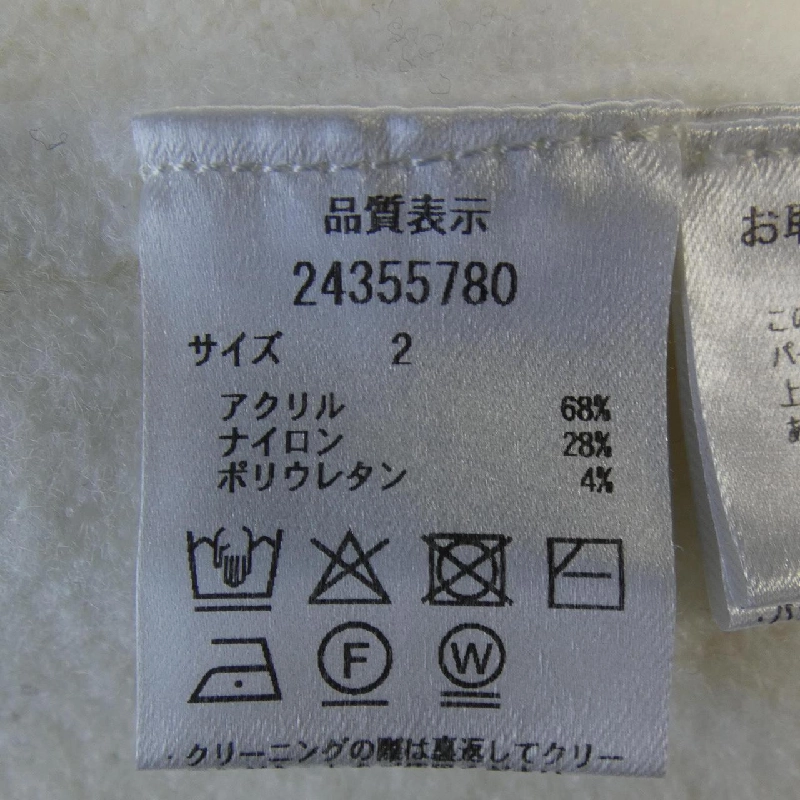 品質表示
24355780
サイズ 2
アクリル 68%
ナイロン 28%
ポリウレタン 4%
F
W
・クリーニングの際は裏返してクリー
お取
この
パ
上